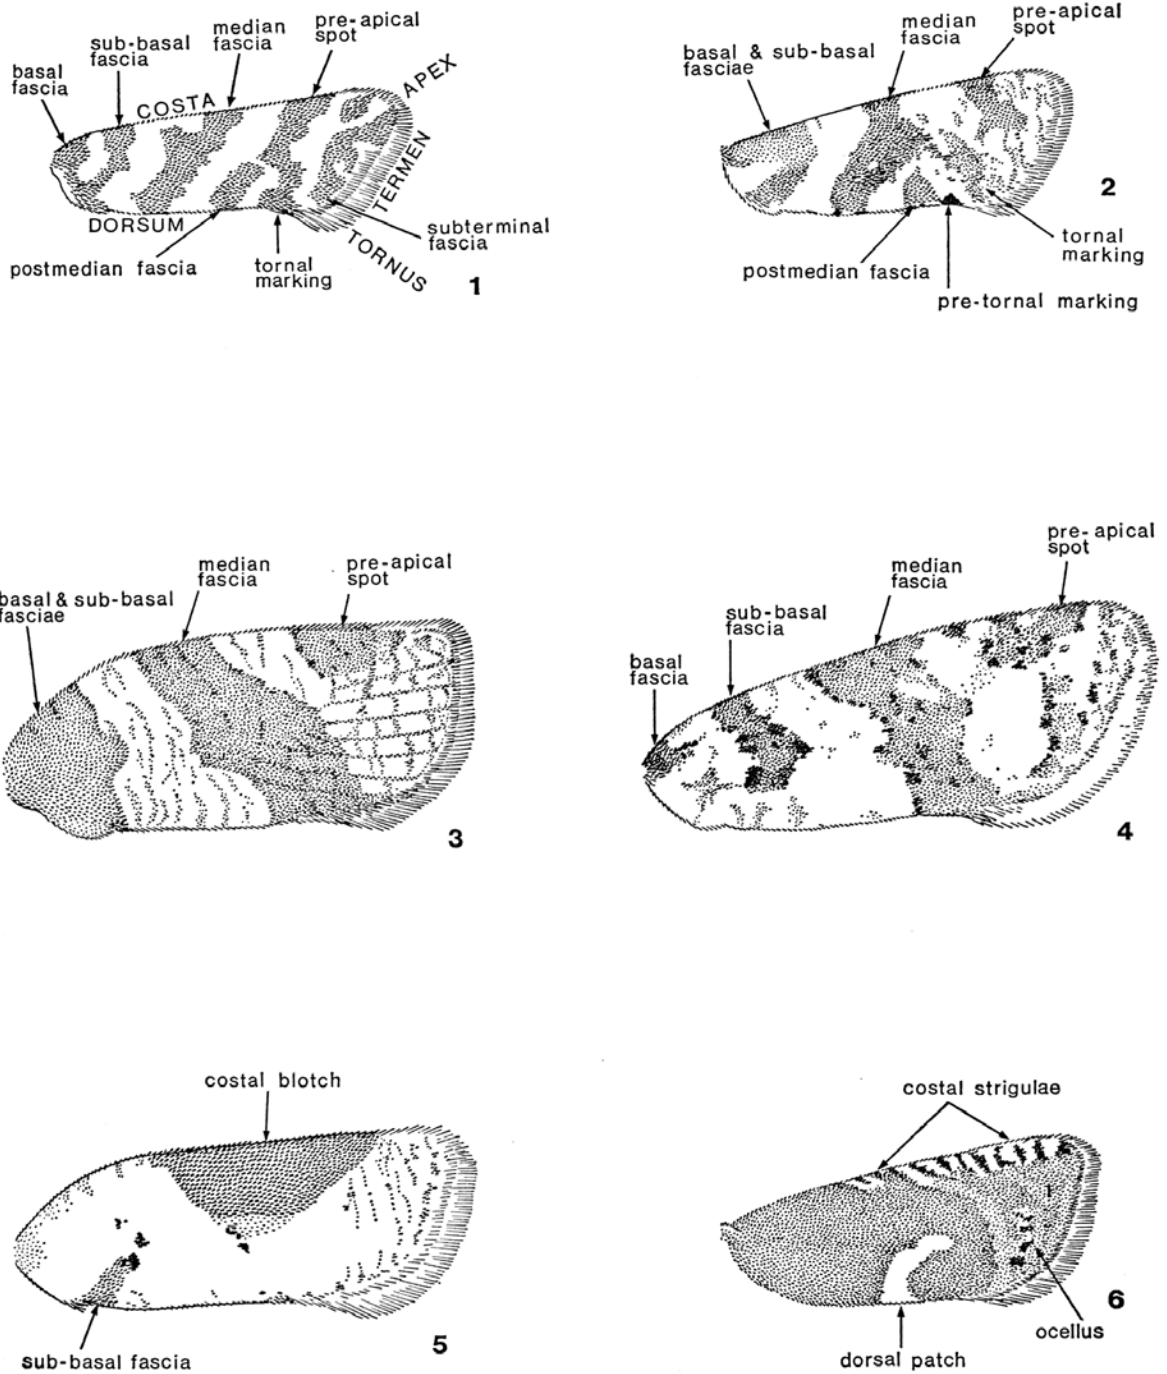 pre-apical
spot
median
fascia
sub-basal
fascia
basal
fascia
COSTA
APEX
TERMEN
DORSUM
TORNUS
subterminal
fascia
postmedian fascia
tornal
marking
1
pre-apical
spot
median
fascia
basal & sub-basal
fasciae
2
tornal
marking
postmedian fascia
pre-tornal marking
median
fascia
pre-apical
spot
basal & sub-basal
fasciae
3
pre-apical
spot
median
fascia
sub-basal
fascia
basal
fascia
4
costal blotch
5
sub-basal fascia
costal strigulae
6
ocellus
dorsal patch